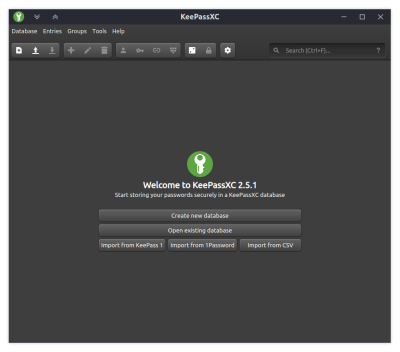 KeePassXC
Database Entries Groups Tools Help
Search (Ctrl+F)... ?
Welcome to KeePassXC 2.5.1
Start storing your passwords securely in a KeePassXC database
Create new database
Open existing database
Import from KeePass 1 Import from 1Password Import from CSV